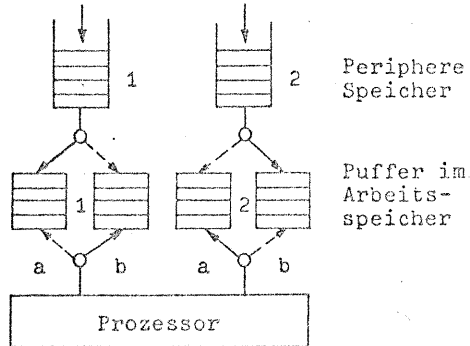 1
2
Periphere
Speicher
1
2
Puffer im
Arbeits-
speicher
a
b
a
b
Prozessor